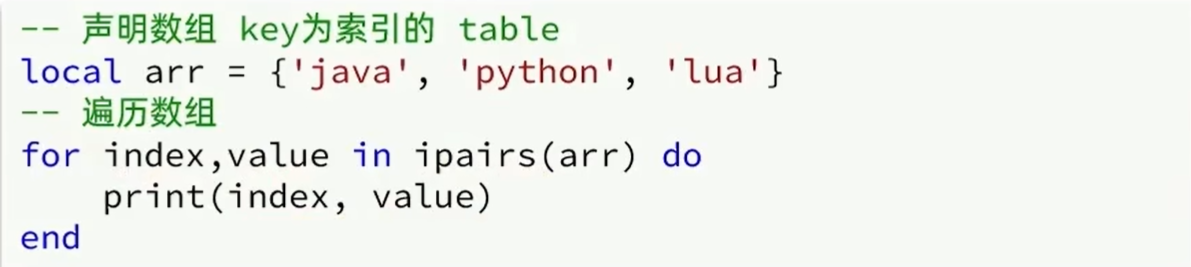 -- 声明数组 key为索引的 table
local arr = {'java', 'python', 'lua'}
-- 遍历数组
for index,value in ipairs(arr) do
    print(index, value)
end